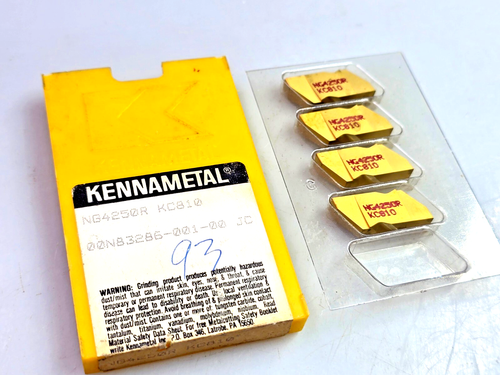 KENNAMETAL®
NG4250R KC810
00NB3286-001-00 JC
93
WARNING: Grinding product produces potentially hazardous
dust/mist that can irritate skin, eyes, nose, & throat, & cause
temporary or permanent respiratory disease. Permanent respiratory
disease can lead to disability or death. Use local ventilation &
respiratory protection. Avoid breathing of & prolonged skin contact
with dust/mist. Contains one or more of tungsten carbide, cobalt,
tantalum, titanium, vanadium, molybdenum, niobium. Read
Material Safety Data Sheet. For free Metalcutting Safety Booklet
write Kennametal Inc P.O. Box 346, Latrobe, PA 15650.
NG4250R KC810
NG4250R
KC810
NG4250R
KC810
NG4250R
KC810
NG4250R
KC810